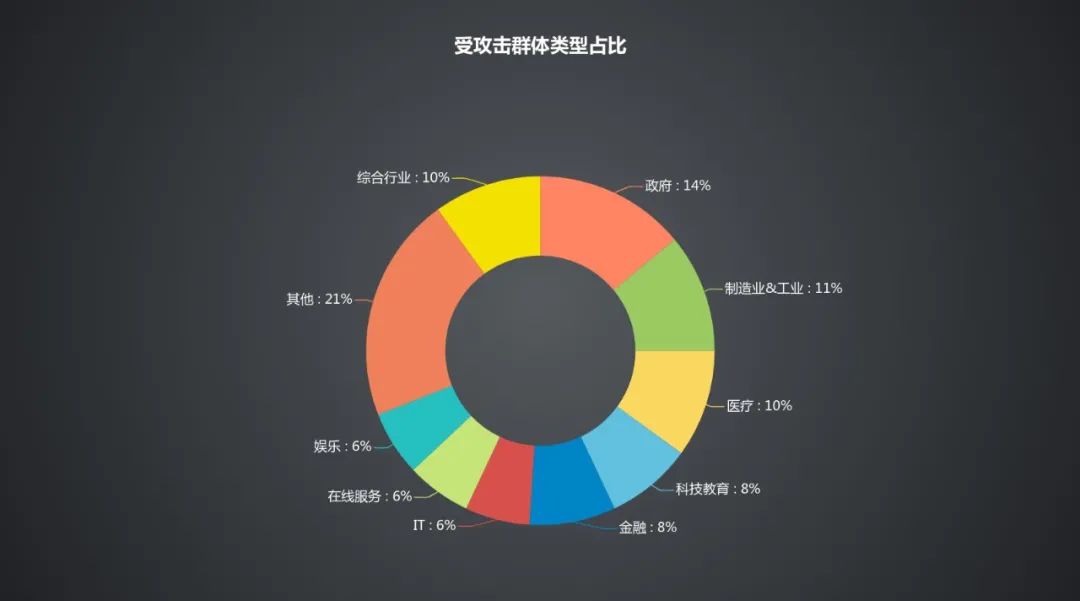 受攻击群体类型占比
综合行业 : 10%
政府 : 14%
制造业&工业 : 11%
其他 : 21%
医疗 : 10%
娱乐 : 6%
科技教育 : 8%
在线服务 : 6%
IT : 6%
金融 : 8%